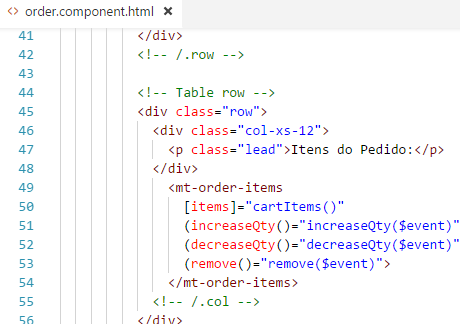 <> order.component.html ×
41 </div>
42 <!-- /.row -->
43
44 <!-- Table row -->
45 <div class="row">
46 <div class="col-xs-12">
47 <p class="lead">Itens do Pedido:</p>
48 </div>
49 <mt-order-items
50 [items]="cartItems()"
51 (increaseQty()="increaseQty($event)"
52 (decreaseQty()="decreaseQty($event)"
53 (remove()="remove($event)">
54 </mt-order-items>
55 <!-- /.col -->
56 </div>